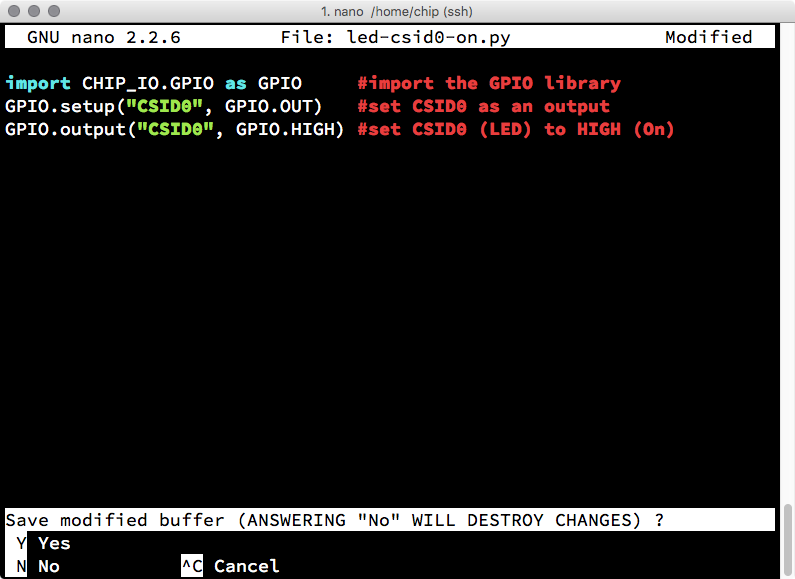 1. nano /home/chip (ssh)
GNU nano 2.2.6 File: led-csid0-on.py Modified
import CHIP_IO.GPIO as GPIO #import the GPIO library
GPIO.setup("CSID0", GPIO.OUT) #set CSID0 as an output
GPIO.output("CSID0", GPIO.HIGH) #set CSID0 (LED) to HIGH (On)
Save modified buffer (ANSWERING "No" WILL DESTROY CHANGES) ?
Y Yes
N No ^C Cancel